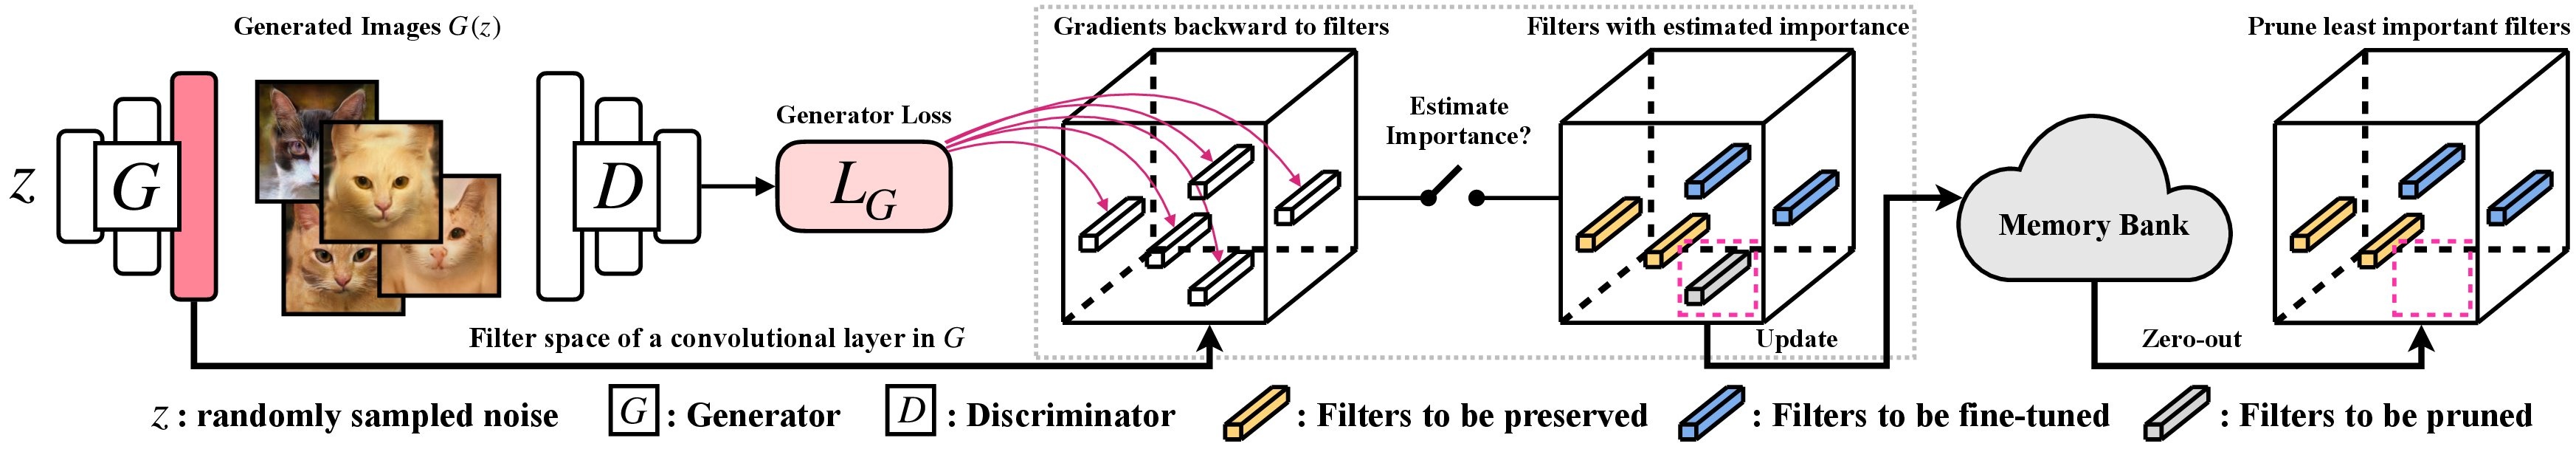 Generated Images G(z)
z
G
D
Generator Loss
L_G
Gradients backward to filters
Estimate
Importance?
Filters with estimated importance
Memory Bank
Prune least important filters
Filter space of a convolutional layer in G
Update
Zero-out
z : randomly sampled noise
G : Generator
D : Discriminator
: Filters to be preserved
: Filters to be fine-tuned
: Filters to be pruned